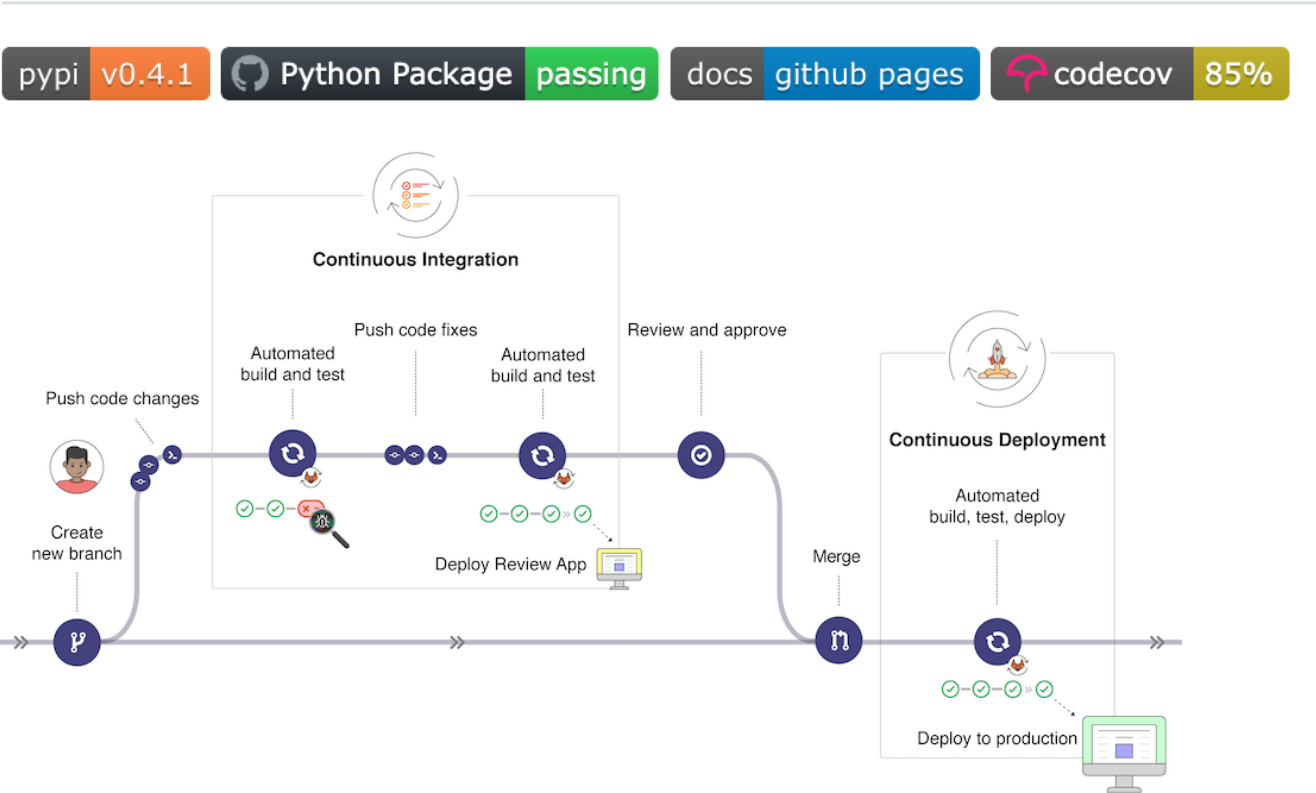 pypi v0.4.1 Python Package passing docs github pages codecov 85%
Continuous Integration
Push code fixes
Review and approve
Automated
build and test
Automated
build and test
Push code changes
Continuous Deployment
Automated
build, test, deploy
Create
new branch
Deploy Review App
Merge
Deploy to production